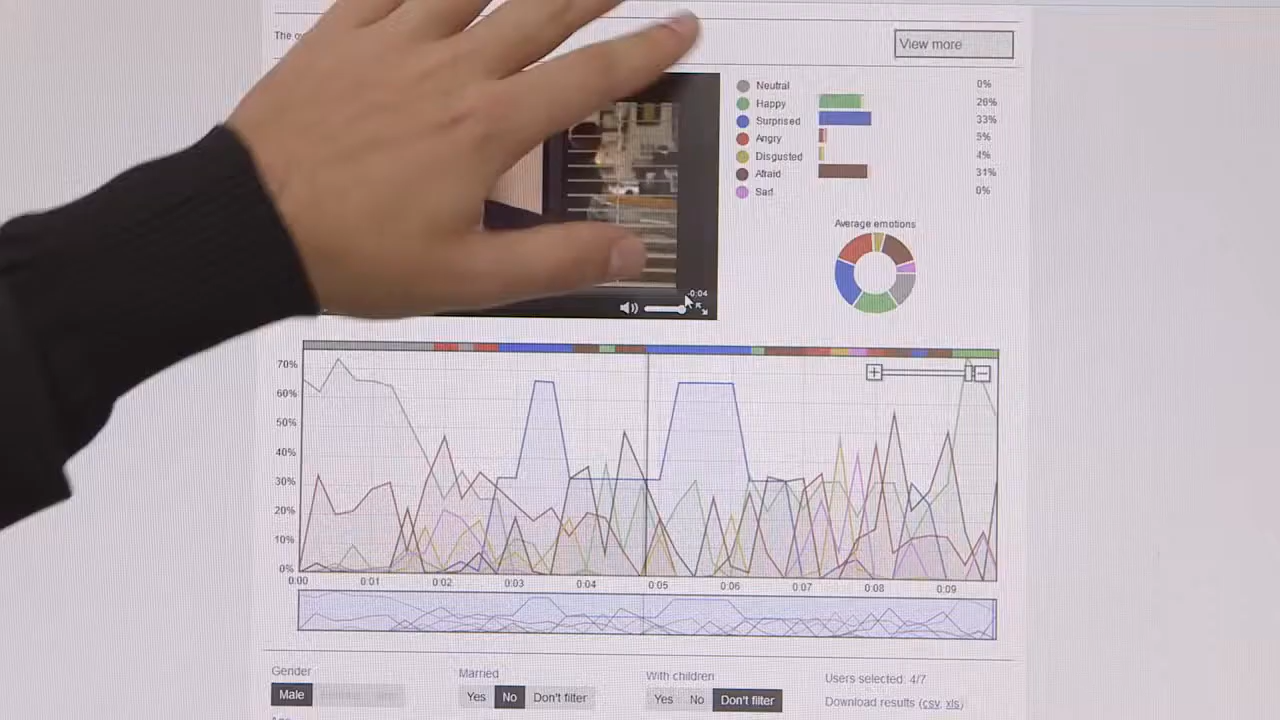 The
View more
Neutral 0%
Happy 26%
Surprised 33%
Angry 5%
Disgusted 4%
Afraid 31%
Sad 0%
Average emotions
-0:04
70%
60%
50%
40%
30%
20%
10%
0%
0:00 0:01 0:02 0:03 0:04 0:05 0:06 0:07 0:08 0:09
Gender Married With children Users selected: 4/7
Male Yes No Don't filter Yes No Don't filter Download results (csv, xls)